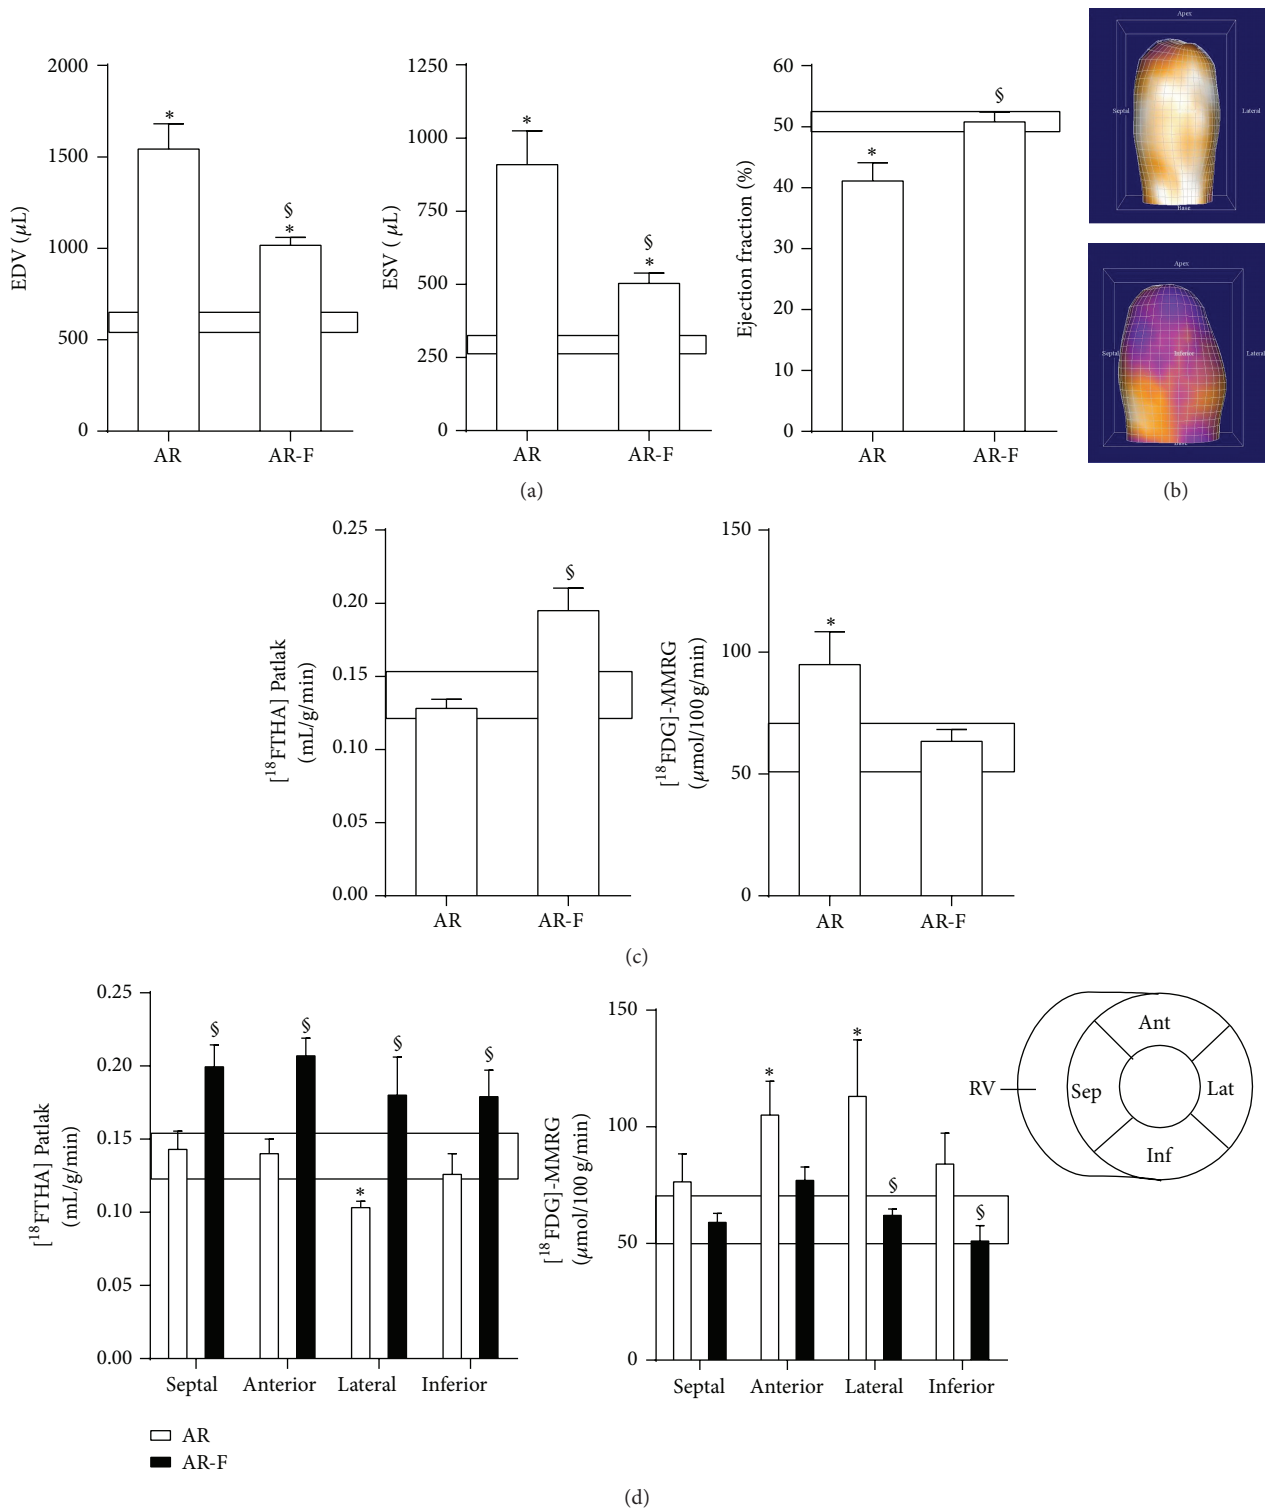 2000
1500
1000
500
0
EDV (μL)
*
§
*
AR
AR-F
1250
1000
750
500
250
0
ESV ( μL)
*
§
*
AR
AR-F
60
50
40
30
20
10
0
Ejection fraction (%)
*
§
AR
AR-F
(a)
Apex
Septal
Lateral
Base
Apex
Septal
Inferior
Lateral
(b)
0.25
0.20
0.15
0.10
0.05
0.00
[¹⁸FTHA] Patlak
(mL/g/min)
§
AR
AR-F
150
100
50
0
[¹⁸FDG]-MMRG
(μmol/100 g/min)
*
AR
AR-F
(c)
0.25
0.20
0.15
0.10
0.05
0.00
[¹⁸FTHA] Patlak
(mL/g/min)
§
§
*
§
§
Septal
Anterior
Lateral
Inferior
AR
AR-F
150
100
50
0
[¹⁸FDG]-MMRG
(μmol/100 g/min)
*
*
§
§
Septal
Anterior
Lateral
Inferior
Ant
RV
Sep
Lat
Inf
(d)